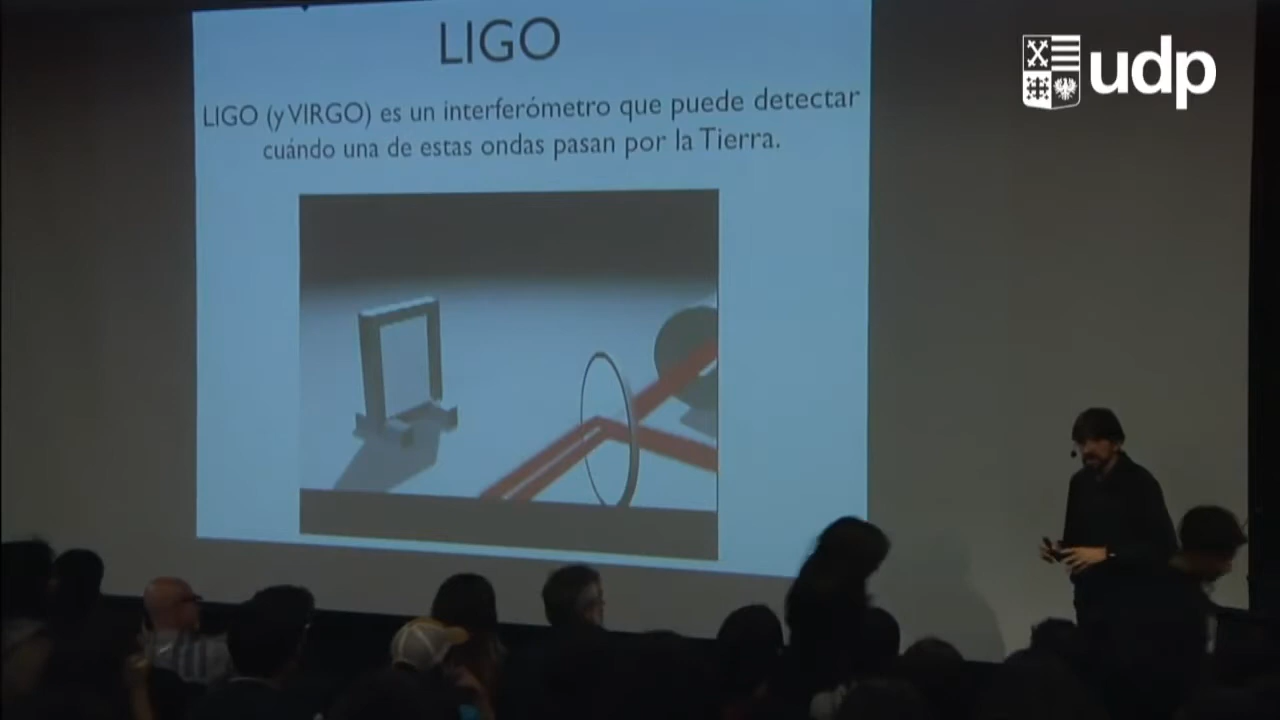 LIGO
LIGO (y VIRGO) es un interferómetro que puede detectar
cuándo una de estas ondas pasan por la Tierra.
udp